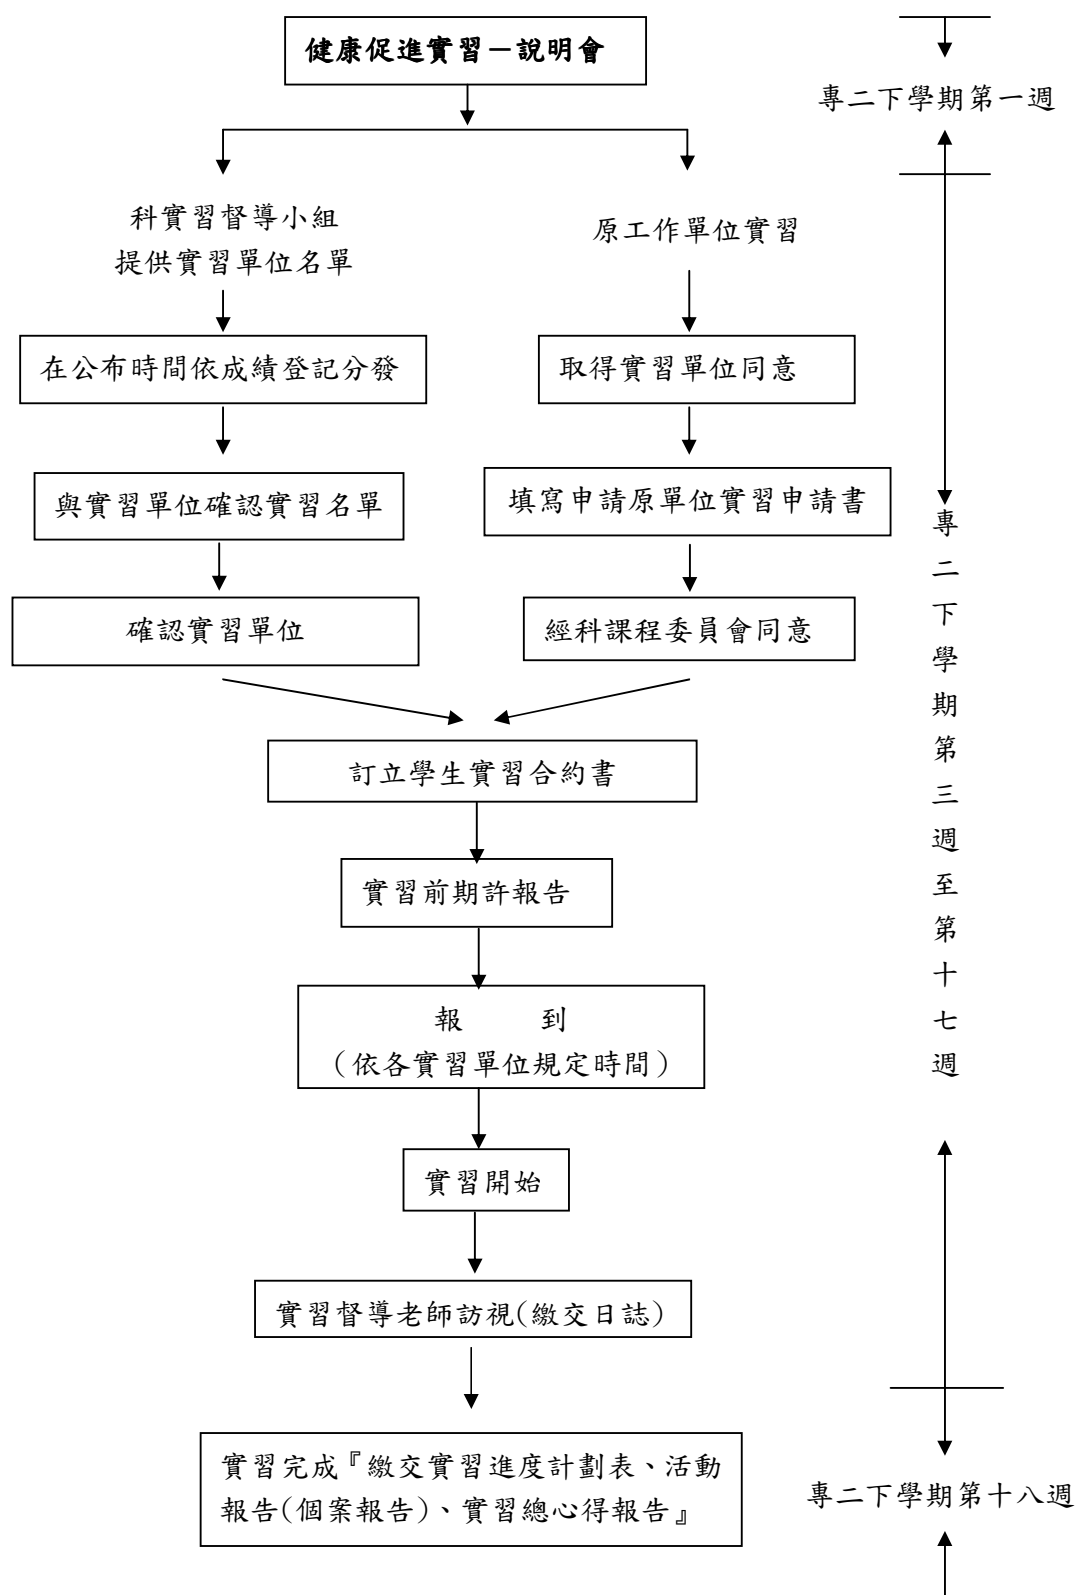 健康促進實習－說明會
專二下學期第一週
科實習督導小組
提供實習單位名單
原工作單位實習
在公布時間依成績登記分發
取得實習單位同意
與實習單位確認實習名單
填寫申請原單位實習申請書
確認實習單位
經科課程委員會同意
專二下學期第三週至第十七週
訂立學生實習合約書
實習前期許報告
報　　到
（依各實習單位規定時間）
實習開始
實習督導老師訪視(繳交日誌)
實習完成『繳交實習進度計劃表、活動
報告(個案報告)、實習總心得報告』
專二下學期第十八週